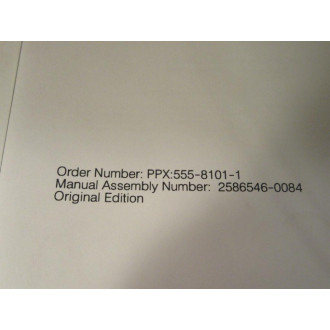 Order Number: PPX:555-8101-1
Manual Assembly Number: 2586546-0084
Original Edition